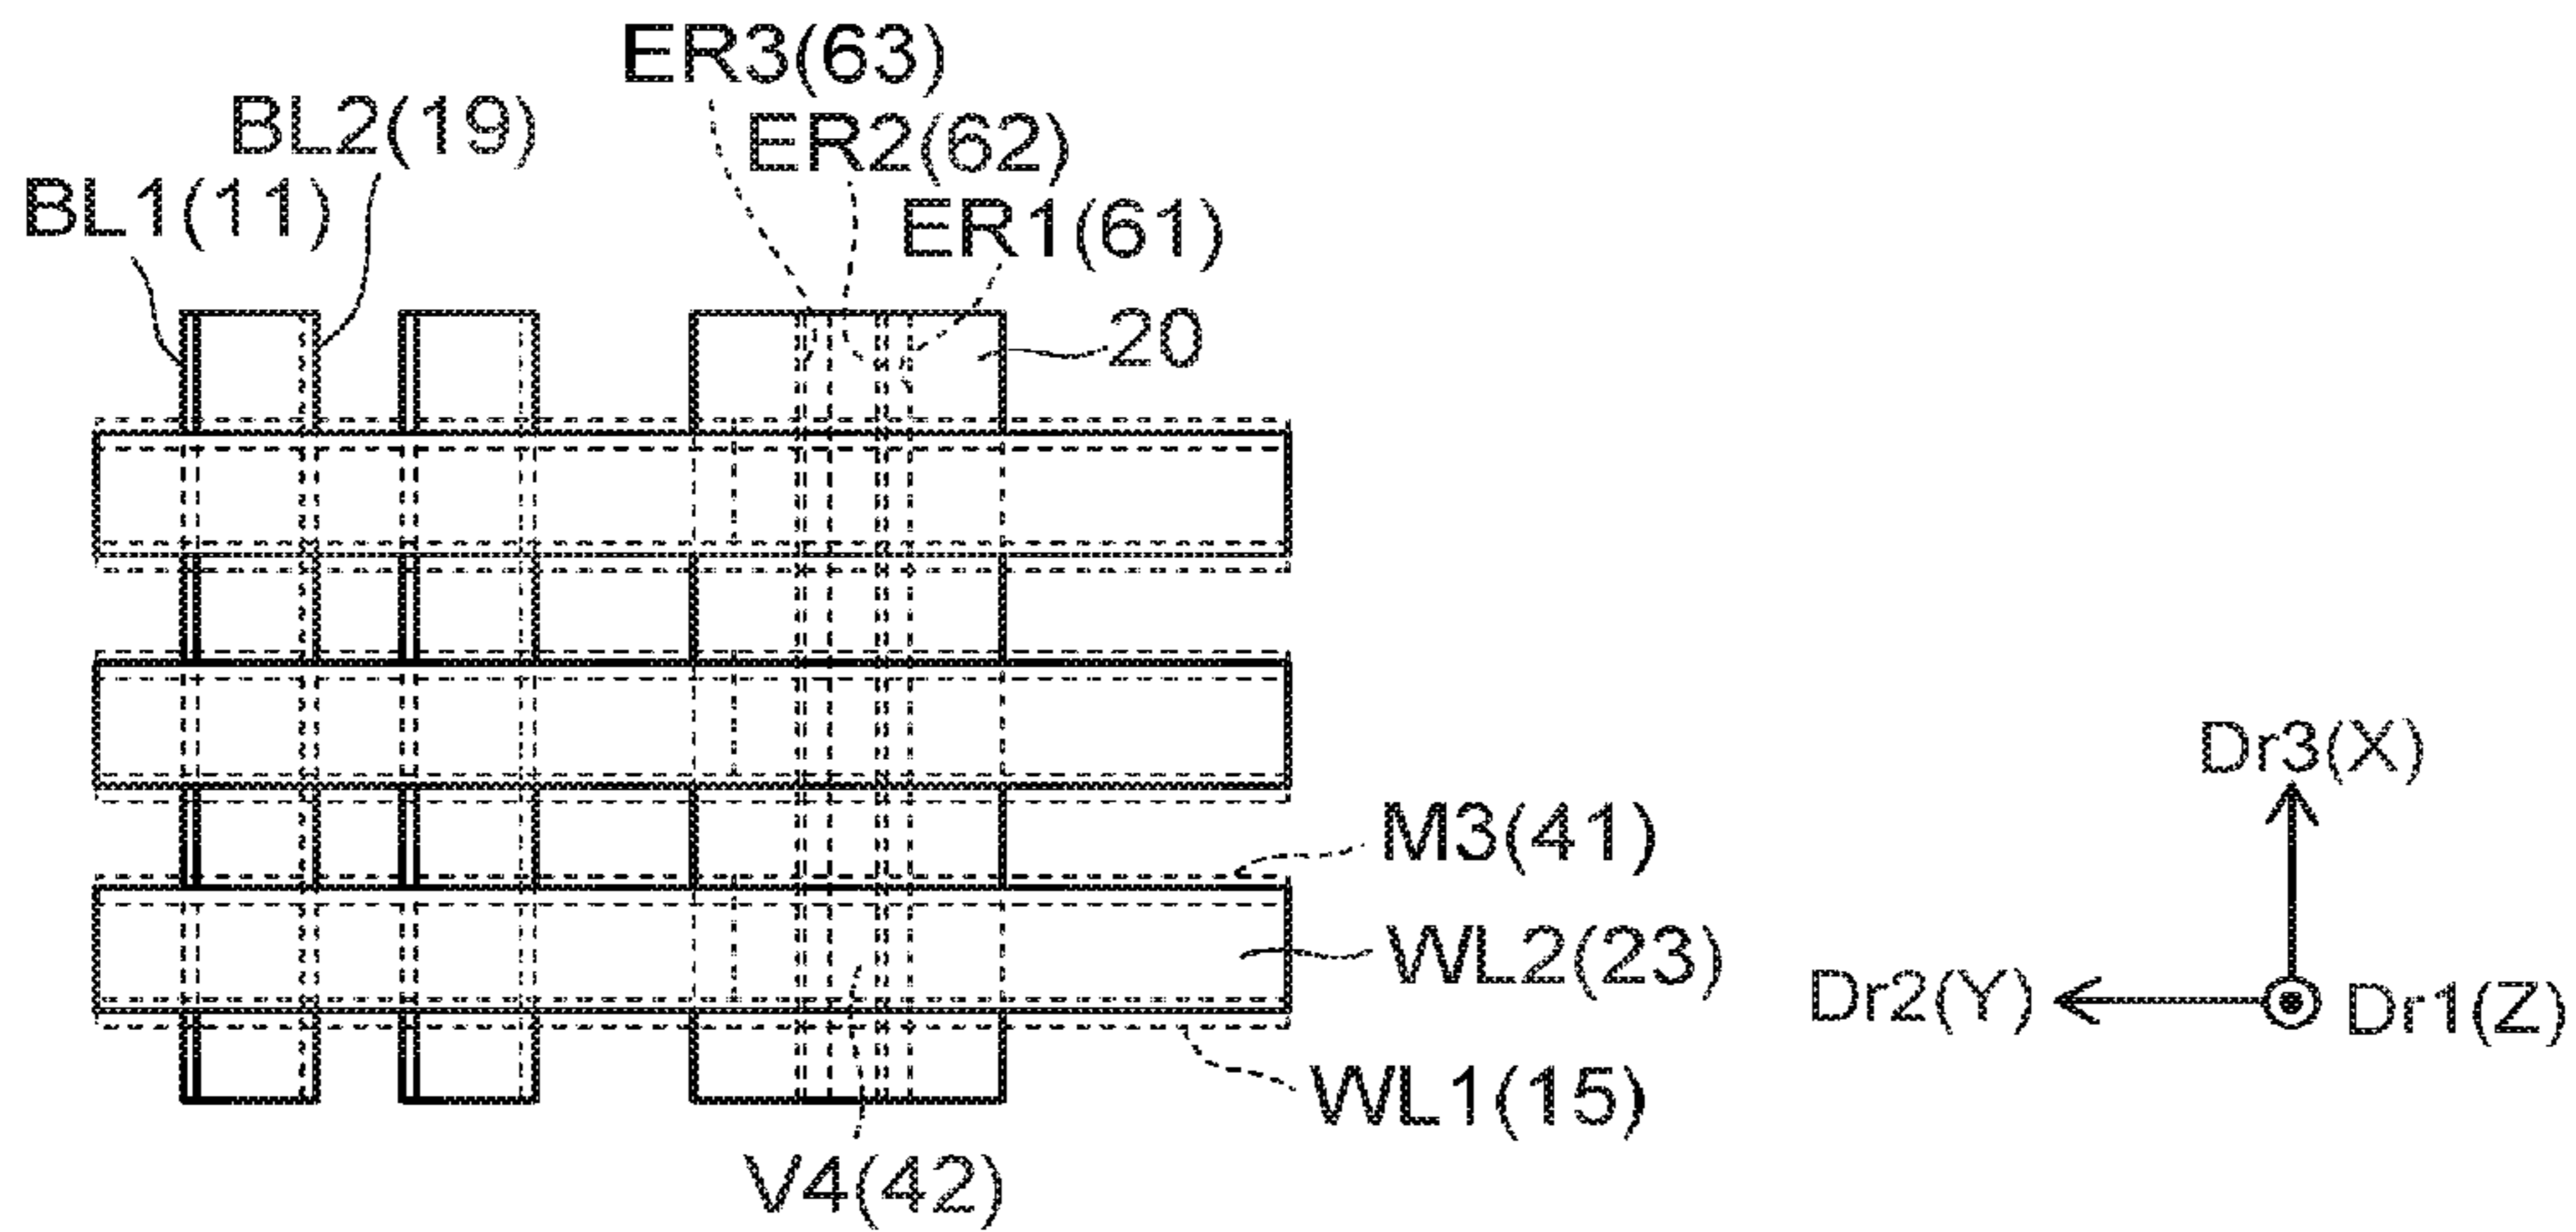 ER3(63)
BL2(19)
ER2(62)
BL1(11)
ER1(61)
20
Dr3(X)
M3(41)
WL2(23)
Dr2(Y)
Dr1(Z)
WL1(15)
V4(42)